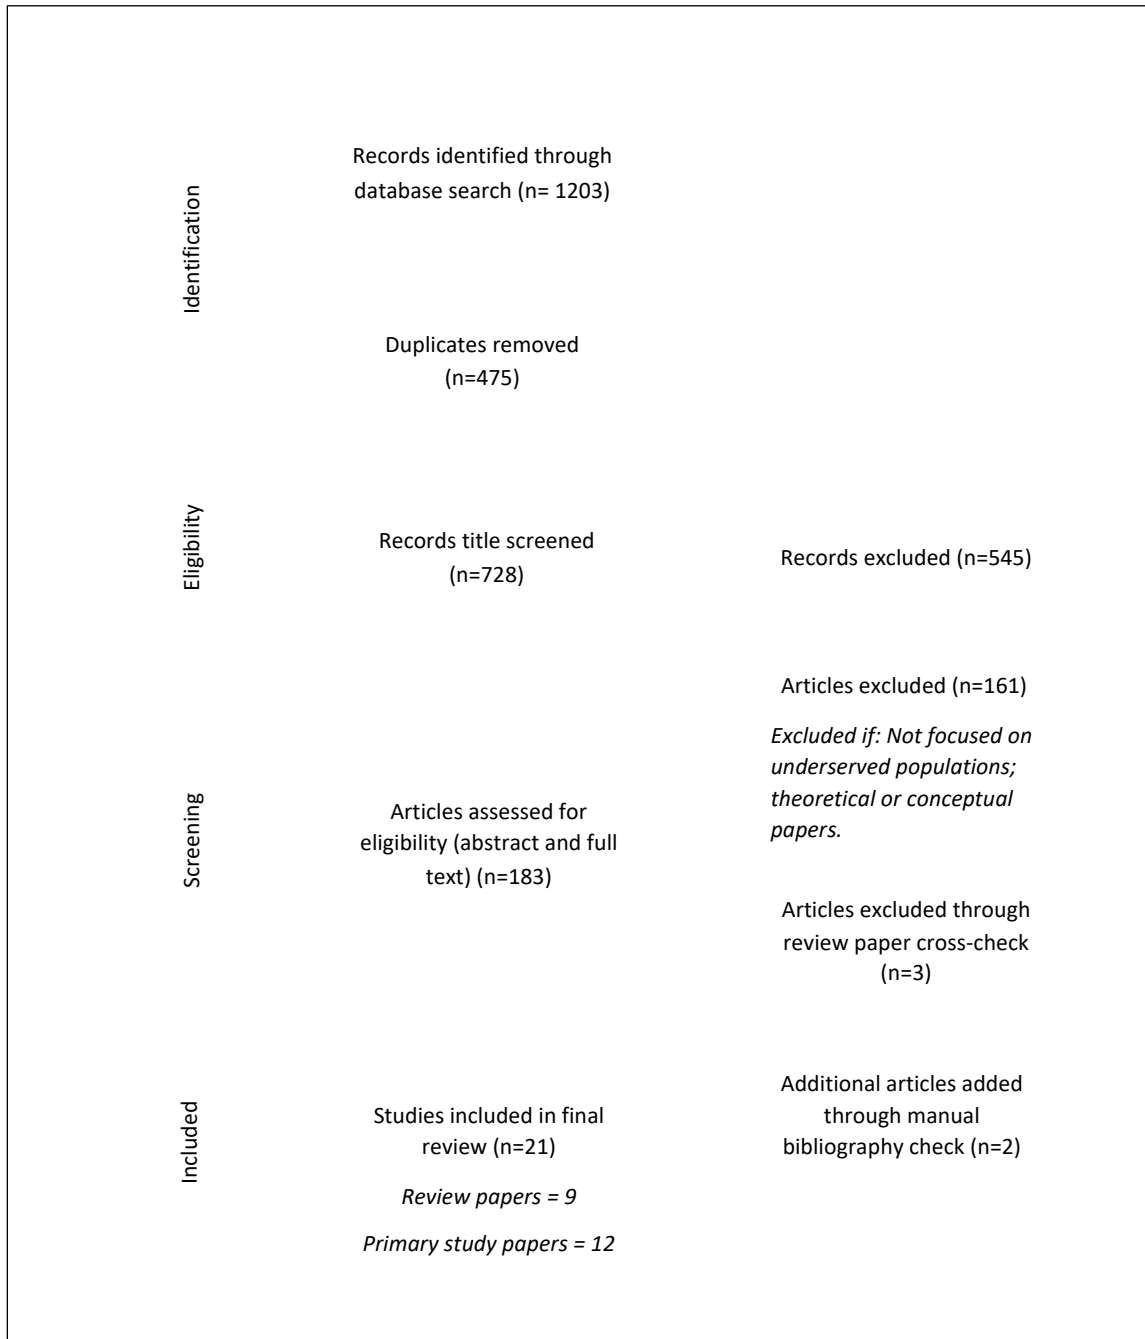 Identification
Records identified through
database search (n= 1203)
Duplicates removed
(n=475)
Eligibility
Records title screened
(n=728)
Records excluded (n=545)
Screening
Articles assessed for
eligibility (abstract and full
text) (n=183)
Articles excluded (n=161)
Excluded if: Not focused on
underserved populations;
theoretical or conceptual
papers.
Articles excluded through
review paper cross-check
(n=3)
Included
Studies included in final
review (n=21)
Review papers = 9
Primary study papers = 12
Additional articles added
through manual
bibliography check (n=2)